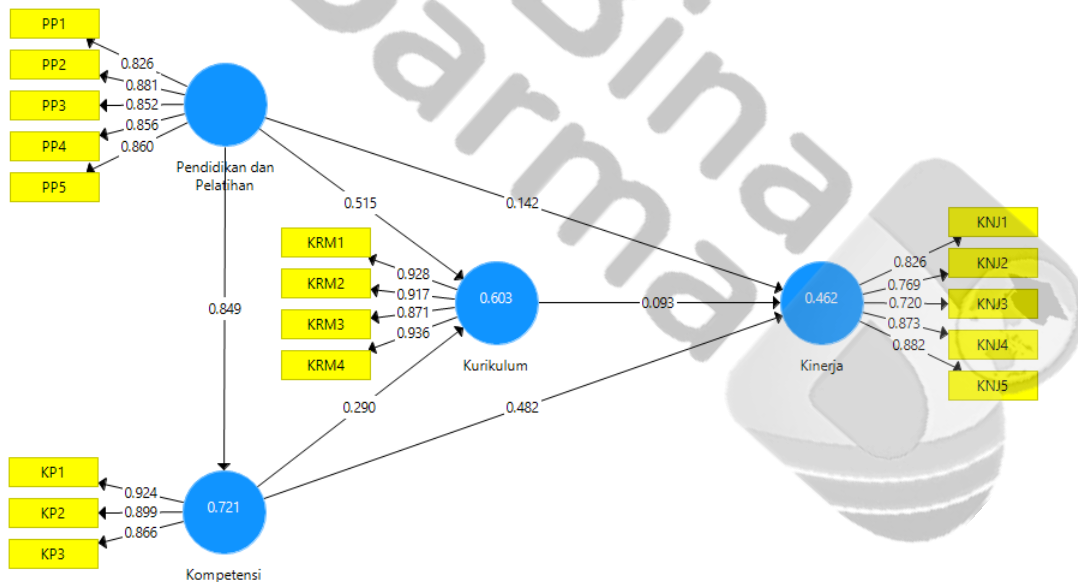 PP1
PP2
PP3
PP4
PP5
0.826
0.881
0.852
0.856
0.860
Pendidikan dan
Pelatihan
0.515
0.142
0.849
KRM1
KRM2
KRM3
KRM4
0.928
0.917
0.871
0.936
0.603
Kurikulum
0.093
0.462
Kinerja
0.826
0.769
0.720
0.873
0.882
KNJ1
KNJ2
KNJ3
KNJ4
KNJ5
0.290
0.482
KP1
KP2
KP3
0.924
0.899
0.866
0.721
Kompetensi
Bina
Darma